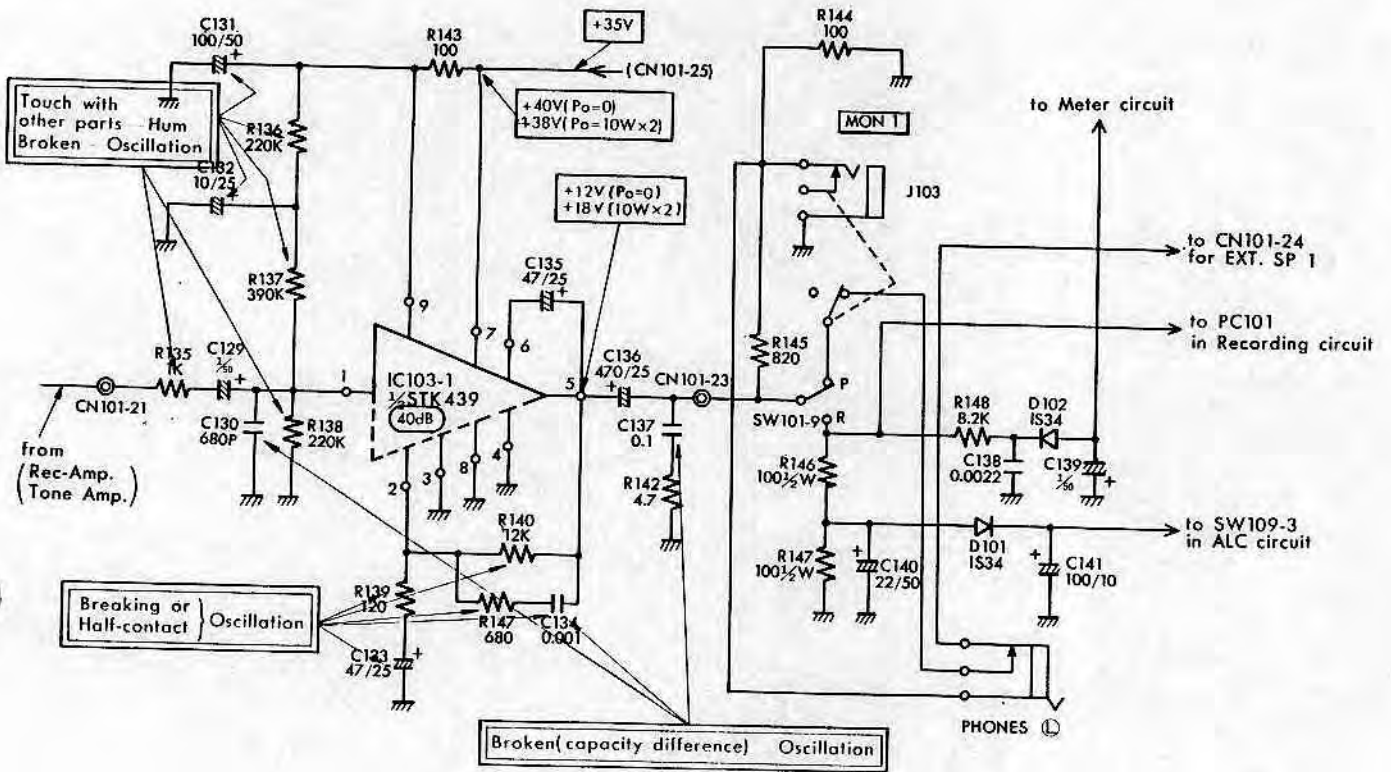 C131
100/50
+
R143
100
+35V
(CN101-25)
R144
100
Touch with
other parts - Hum
Broken - Oscillation
R136
220K
+40V(Po=0)
+38V(Po=10W×2)
MON 1
to Meter circuit
C132
10/25
+
+12V(Po=0)
+18V(10W×2)
J103
to CN101-24
for EXT. SP 1
R137
390K
C135
47/25
+
9
7
6
to PC101
in Recording circuit
R145
820
R135
1K
C129
1/50
+
1
IC103-1
½STK439
40dB
5
C136
470/25
+
CN101-23
P
SW101-9
R
CN101-21
C130
680P
R138
220K
C137
0.1
R148
8.2K
D102
IS34
from
(Rec-Amp.
Tone Amp.)
2
3
8
4
R142
4.7
R146
100½W
C138
0.0022
C139
1/50
+
R140
12K
to SW109-3
in ALC circuit
R139
120
R147
100½W
+
C140
22/50
D101
IS34
+
C141
100/10
Breaking or
Half-contact } Oscillation
R147
680
C134
0.001
C133
47/25
+
PHONES Ⓛ
Broken(capacity difference) Oscillation